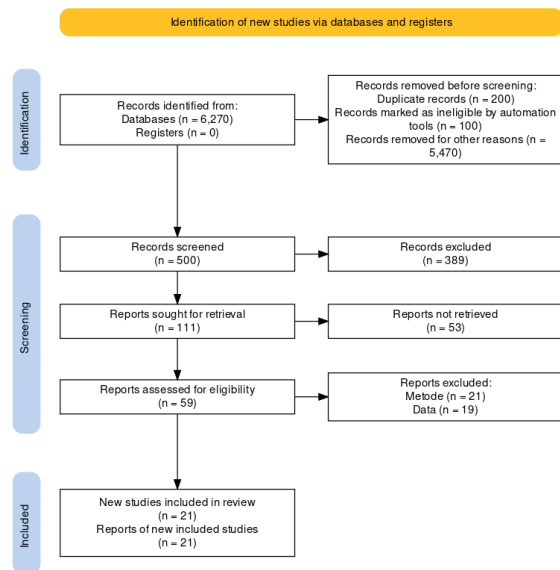 Identification of new studies via databases and registers
Identification
Records identified from:
Databases (n = 6,270)
Registers (n = 0)
Records removed before screening:
Duplicate records (n = 200)
Records marked as ineligible by automation
tools (n = 100)
Records removed for other reasons (n =
5,470)
Screening
Records screened
(n = 500)
Records excluded
(n = 389)
Reports sought for retrieval
(n = 111)
Reports not retrieved
(n = 53)
Reports assessed for eligibility
(n = 59)
Reports excluded:
Metode (n = 21)
Data (n = 19)
Included
New studies included in review
(n = 21)
Reports of new included studies
(n = 21)